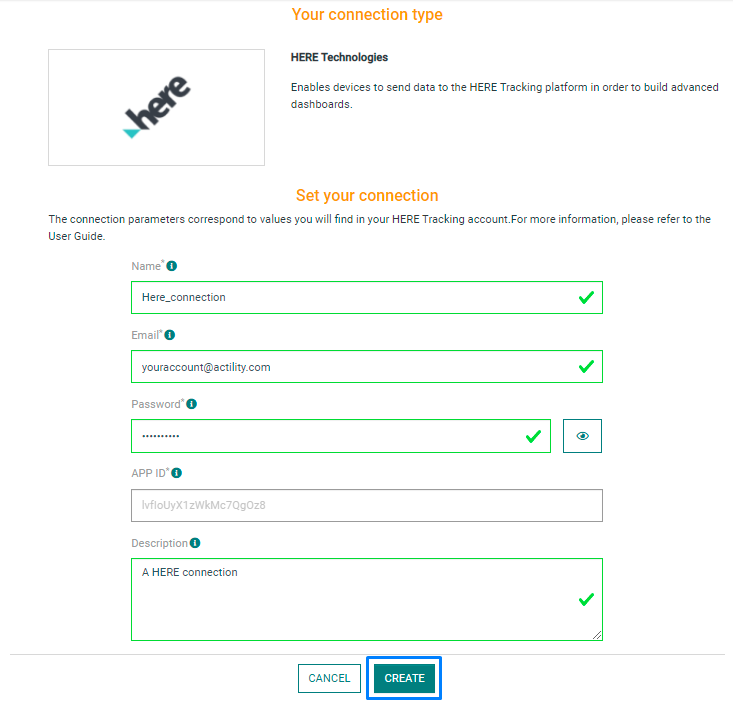 Your connection type
here
HERE Technologies
Enables devices to send data to the HERE Tracking platform in order to build advanced
dashboards.
Set your connection
The connection parameters correspond to values you will find in your HERE Tracking account.For more information, please refer to the
User Guide.
Name*
Here_connection
Email*
youraccount@actility.com
Password*
••••••••••
APP ID*
lvfIoUyX1zWkMc7QgOz8
Description
A HERE connection
CANCEL
CREATE